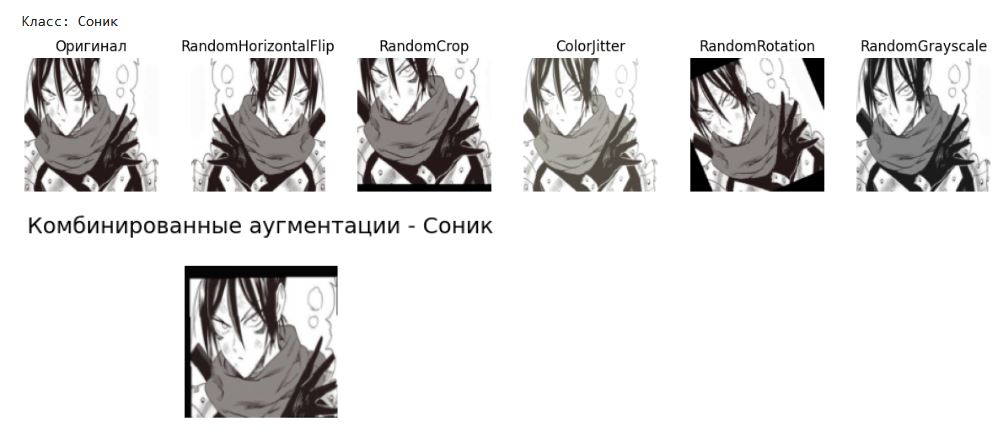 Класс: Соник
Оригинал RandomHorizontalFlip RandomCrop ColorJitter RandomRotation RandomGrayscale
Комбинированные аугментации - Соник